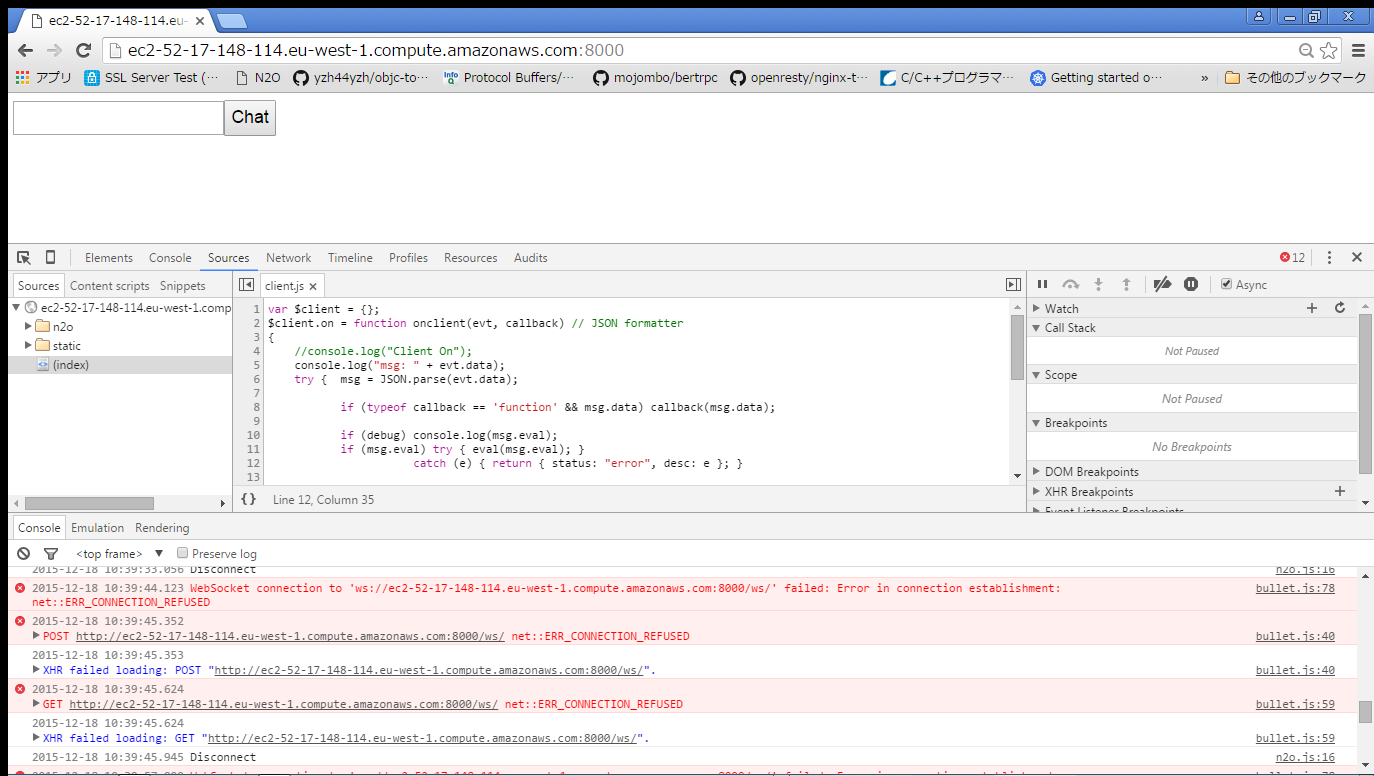 ec2-52-17-148-114.eu-
ec2-52-17-148-114.eu-west-1.compute.amazonaws.com:8000
アプリ SSL Server Test (… N2O yzh44yzh/objc-to… Protocol Buffers/… mojombo/bertrpc openresty/nginx-t… C/C++プログラマ… Getting started o… » その他のブックマーク
Chat
Elements Console Sources Network Timeline Profiles Resources Audits 12
Sources Content scripts Snippets
client.js
Async
ec2-52-17-148-114.eu-west-1.comp
n2o
static
(index)
1 var $client = {};
2 $client.on = function onclient(evt, callback) // JSON formatter
3 {
4 //console.log("Client On");
5 console.log("msg: " + evt.data);
6 try { msg = JSON.parse(evt.data);
7
8 if (typeof callback == 'function' && msg.data) callback(msg.data);
9
10 if (debug) console.log(msg.eval);
11 if (msg.eval) try { eval(msg.eval); }
12 catch (e) { return { status: "error", desc: e }; }
13
{} Line 12, Column 35
Watch
Call Stack
Not Paused
Scope
Not Paused
Breakpoints
No Breakpoints
DOM Breakpoints
XHR Breakpoints
Event Listener Breakpoints
Console Emulation Rendering
<top frame> ▼ Preserve log
2015-12-18 10:39:33.056 Disconnect n2o.js:16
2015-12-18 10:39:44.123 WebSocket connection to 'ws://ec2-52-17-148-114.eu-west-1.compute.amazonaws.com:8000/ws/' failed: Error in connection establishment: bullet.js:78
net::ERR_CONNECTION_REFUSED
2015-12-18 10:39:45.352
POST http://ec2-52-17-148-114.eu-west-1.compute.amazonaws.com:8000/ws/ net::ERR_CONNECTION_REFUSED bullet.js:40
2015-12-18 10:39:45.353
XHR failed loading: POST "http://ec2-52-17-148-114.eu-west-1.compute.amazonaws.com:8000/ws/". bullet.js:40
2015-12-18 10:39:45.624
GET http://ec2-52-17-148-114.eu-west-1.compute.amazonaws.com:8000/ws/ net::ERR_CONNECTION_REFUSED bullet.js:59
2015-12-18 10:39:45.624
XHR failed loading: GET "http://ec2-52-17-148-114.eu-west-1.compute.amazonaws.com:8000/ws/". bullet.js:59
2015-12-18 10:39:45.945 Disconnect n2o.js:16